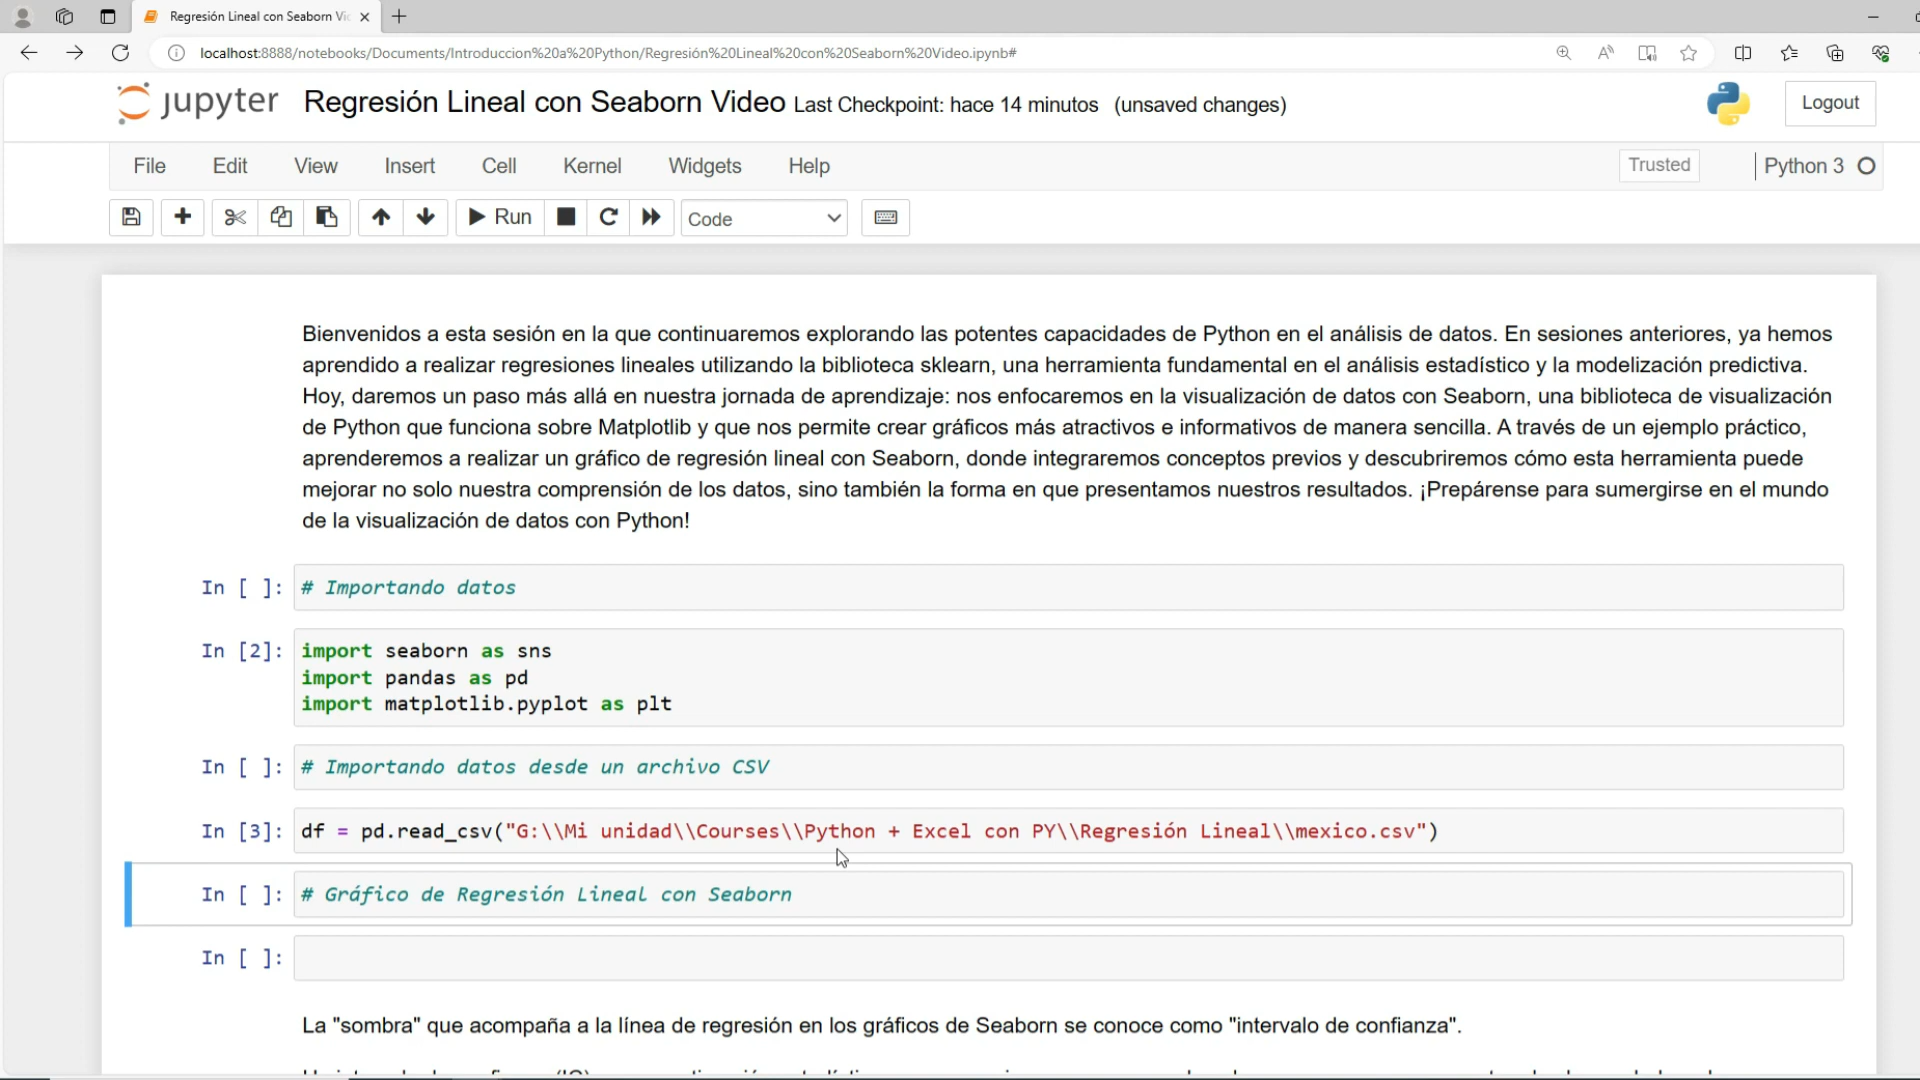 Regresión Lineal con Seaborn Vi
localhost:8888/notebooks/Documents/Introduccion%20a%20Python/Regresión%20Lineal%20con%20Seaborn%20Video.ipynb#
jupyter Regresión Lineal con Seaborn Video Last Checkpoint: hace 14 minutos (unsaved changes)
Logout
File Edit View Insert Cell Kernel Widgets Help
Trusted
Python 3
Run
Code
Bienvenidos a esta sesión en la que continuaremos explorando las potentes capacidades de Python en el análisis de datos. En sesiones anteriores, ya hemos
aprendido a realizar regresiones lineales utilizando la biblioteca sklearn, una herramienta fundamental en el análisis estadístico y la modelización predictiva.
Hoy, daremos un paso más allá en nuestra jornada de aprendizaje: nos enfocaremos en la visualización de datos con Seaborn, una biblioteca de visualización
de Python que funciona sobre Matplotlib y que nos permite crear gráficos más atractivos e informativos de manera sencilla. A través de un ejemplo práctico,
aprenderemos a realizar un gráfico de regresión lineal con Seaborn, donde integraremos conceptos previos y descubriremos cómo esta herramienta puede
mejorar no solo nuestra comprensión de los datos, sino también la forma en que presentamos nuestros resultados. ¡Prepárense para sumergirse en el mundo
de la visualización de datos con Python!
In [ ]: # Importando datos
In [2]: import seaborn as sns
import pandas as pd
import matplotlib.pyplot as plt
In [ ]: # Importando datos desde un archivo CSV
In [3]: df = pd.read_csv("G:\\Mi unidad\\Courses\\Python + Excel con PY\\Regresión Lineal\\mexico.csv")
In [ ]: # Gráfico de Regresión Lineal con Seaborn
In [ ]:
La "sombra" que acompaña a la línea de regresión en los gráficos de Seaborn se conoce como "intervalo de confianza".